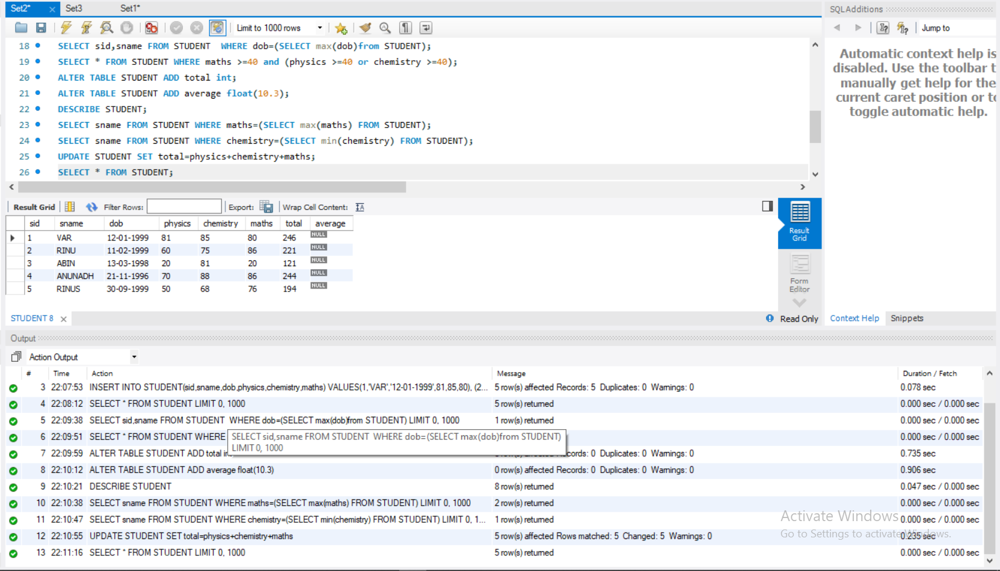 Set2* Set3 Set1*
SQLAdditions
Limit to 1000 rows
Jump to
18 SELECT sid,sname FROM STUDENT  WHERE dob=(SELECT max(dob)from STUDENT);
19 SELECT * FROM STUDENT WHERE maths >=40 and (physics >=40 or chemistry >=40);
20 ALTER TABLE STUDENT ADD total int;
21 ALTER TABLE STUDENT ADD average float(10.3);
22 DESCRIBE STUDENT;
23 SELECT sname FROM STUDENT WHERE maths=(SELECT max(maths) FROM STUDENT);
24 SELECT sname FROM STUDENT WHERE chemistry=(SELECT min(chemistry) FROM STUDENT);
25 UPDATE STUDENT SET total=physics+chemistry+maths;
26 SELECT * FROM STUDENT;
Automatic context help is
disabled. Use the toolbar t
manually get help for the
current caret position or to
toggle automatic help.
Result Grid Filter Rows: Export: Wrap Cell Content:
sid sname dob physics chemistry maths total average
1 VAR 12-01-1999 81 85 80 246 NULL
2 RINU 11-02-1999 60 75 86 221 NULL
3 ABIN 13-03-1998 20 81 20 121 NULL
4 ANUNADH 21-11-1996 70 88 86 244 NULL
5 RINUS 30-09-1999 50 68 76 194 NULL
Result
Grid
Form
Editor
STUDENT 8
Read Only
Context Help Snippets
Output
Action Output
# Time Action Message Duration / Fetch
3 22:07:53 INSERT INTO STUDENT(sid,sname,dob,physics,chemistry,maths) VALUES(1,'VAR','12-01-1999',81,85,80), (2... 5 row(s) affected Records: 5 Duplicates: 0 Warnings: 0 0.078 sec
4 22:08:12 SELECT * FROM STUDENT LIMIT 0, 1000 5 row(s) returned 0.000 sec / 0.000 sec
5 22:09:38 SELECT sid,sname FROM STUDENT  WHERE dob=(SELECT max(dob)from STUDENT) LIMIT 0, 1000 1 row(s) returned 0.000 sec / 0.000 sec
6 22:09:51 SELECT * FROM STUDENT WHERE 0.000 sec / 0.000 sec
SELECT sid,sname FROM STUDENT  WHERE dob=(SELECT max(dob)from STUDENT)
LIMIT 0, 1000
7 22:09:59 ALTER TABLE STUDENT ADD total Records: 0 Duplicates: 0 Warnings: 0 0.735 sec
8 22:10:12 ALTER TABLE STUDENT ADD average float(10.3) 0 row(s) affected Records: 0 Duplicates: 0 Warnings: 0 0.906 sec
9 22:10:21 DESCRIBE STUDENT 8 row(s) returned 0.047 sec / 0.000 sec
10 22:10:38 SELECT sname FROM STUDENT WHERE maths=(SELECT max(maths) FROM STUDENT) LIMIT 0, 1000 2 row(s) returned 0.000 sec / 0.000 sec
11 22:10:47 SELECT sname FROM STUDENT WHERE chemistry=(SELECT min(chemistry) FROM STUDENT) LIMIT 0, 1... 1 row(s) returned 0.000 sec / 0.000 sec
12 22:10:55 UPDATE STUDENT SET total=physics+chemistry+maths 5 row(s) affected Rows matched: 5 Changed: 5 Warnings: 0 0.235 sec
13 22:11:16 SELECT * FROM STUDENT LIMIT 0, 1000 5 row(s) returned 0.000 sec / 0.000 sec
Activate Windows
Go to Settings to activate Windows.